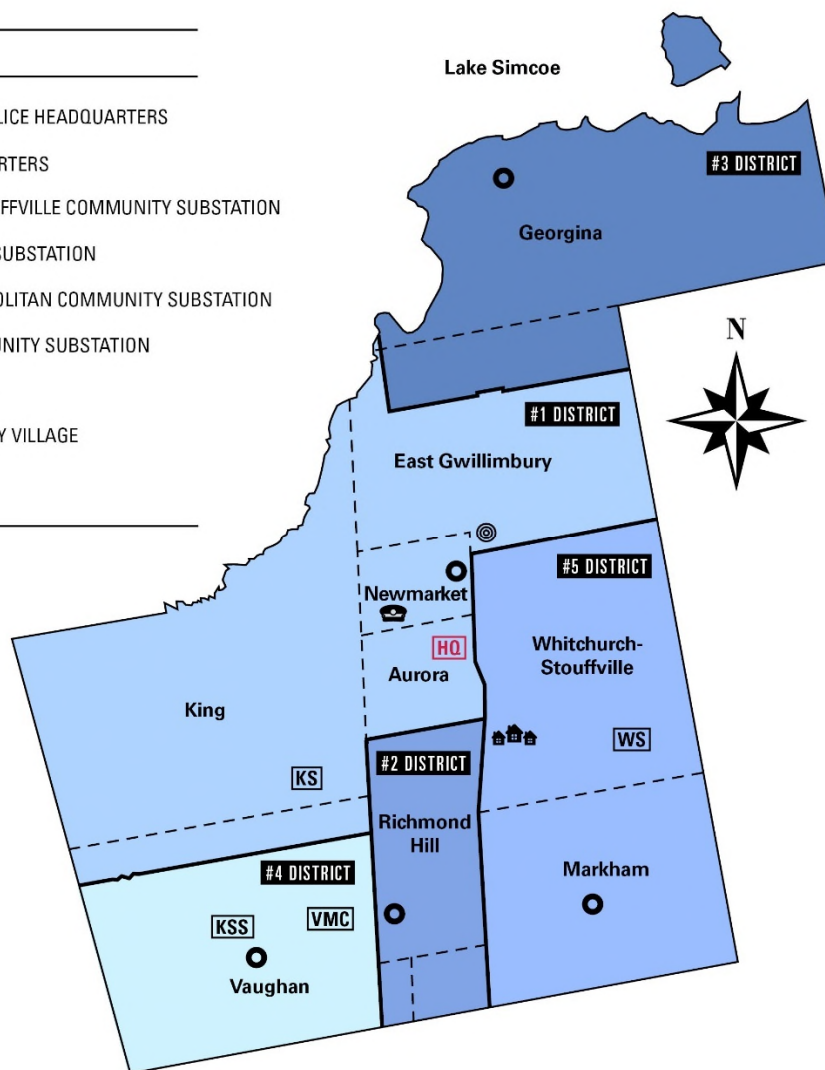 Lake Simcoe
LICE HEADQUARTERS
RTERS
FFVILLE COMMUNITY SUBSTATION
SUBSTATION
OLITAN COMMUNITY SUBSTATION
UNITY SUBSTATION
Y VILLAGE
#3 DISTRICT
Georgina
N
#1 DISTRICT
East Gwillimbury
#5 DISTRICT
Newmarket
Whitchurch-
Stouffville
HQ
Aurora
King
WS
KS
#2 DISTRICT
Richmond
Hill
#4 DISTRICT
Markham
KSS
VMC
Vaughan